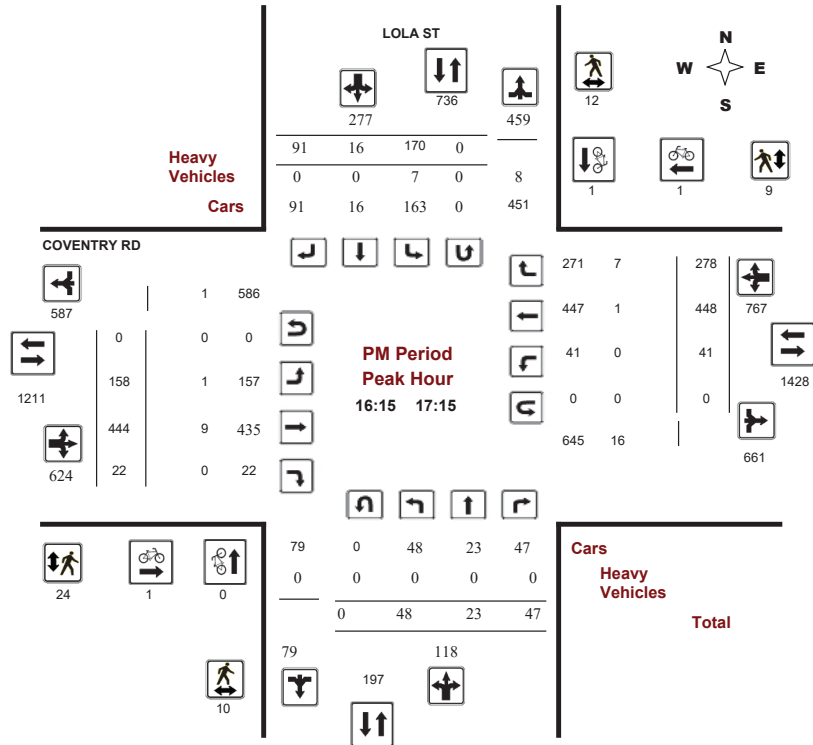 LOLA ST
N
W E
S
736
12
277 459
91 16 170 0
Heavy
Vehicles
0 0 7 0 8
1 1 9
Cars 91 16 163 0 451
COVENTRY RD
271 7 278
587 1 586
447 1 448 767
0 0 0
PM Period
41 0 41
Peak Hour
158 1 157
1211 1428
16:15 17:15
0 0 0
444 9 435
645 16
661
624 22 0 22
79 0 48 23 47
Cars
0 0 0 0 0
Heavy
Vehicles
24 1 0
0 48 23 47
Total
79 118
197
10